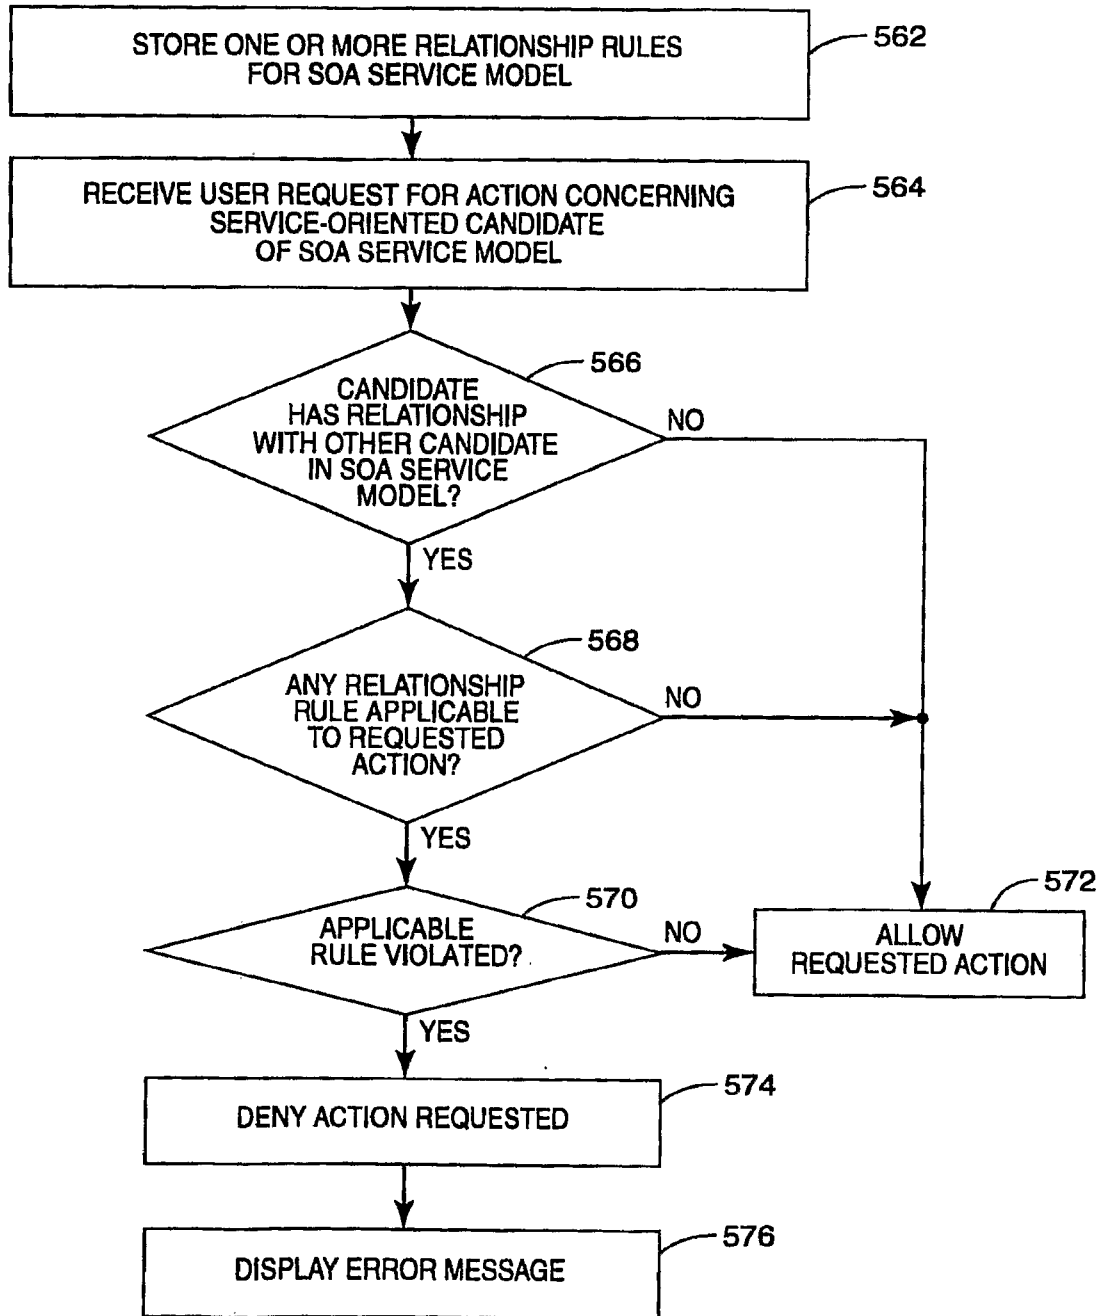 STORE ONE OR MORE RELATIONSHIP RULES
FOR SOA SERVICE MODEL
562
RECEIVE USER REQUEST FOR ACTION CONCERNING
SERVICE-ORIENTED CANDIDATE
OF SOA SERVICE MODEL
564
566
CANDIDATE
HAS RELATIONSHIP
WITH OTHER CANDIDATE
IN SOA SERVICE
MODEL?
NO
YES
568
ANY RELATIONSHIP
RULE APPLICABLE
TO REQUESTED
ACTION?
NO
YES
570
APPLICABLE
RULE VIOLATED?
NO
572
ALLOW
REQUESTED ACTION
YES
574
DENY ACTION REQUESTED
576
DISPLAY ERROR MESSAGE